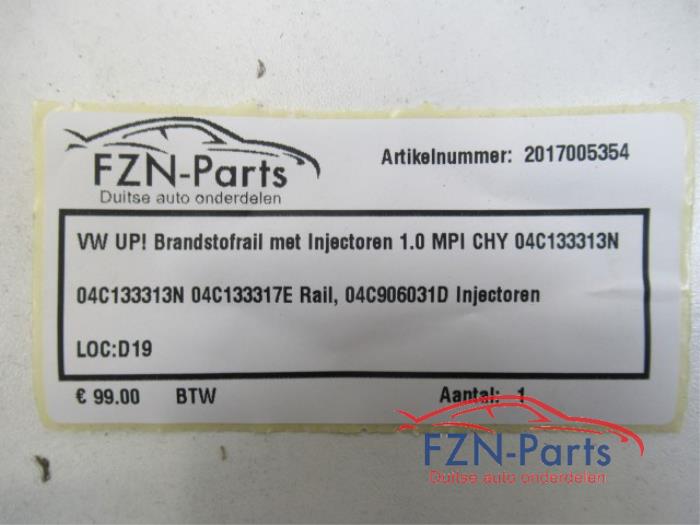 FZN-Parts
Duitse auto onderdelen
Artikelnummer: 2017005354
VW UP! Brandstofrail met Injectoren 1.0 MPI CHY 04C133313N
04C133313N 04C133317E Rail, 04C906031D Injectoren
LOC:D19
€ 99.00 BTW Aantal: 1
FZN-Parts
Duitse auto onderdelen